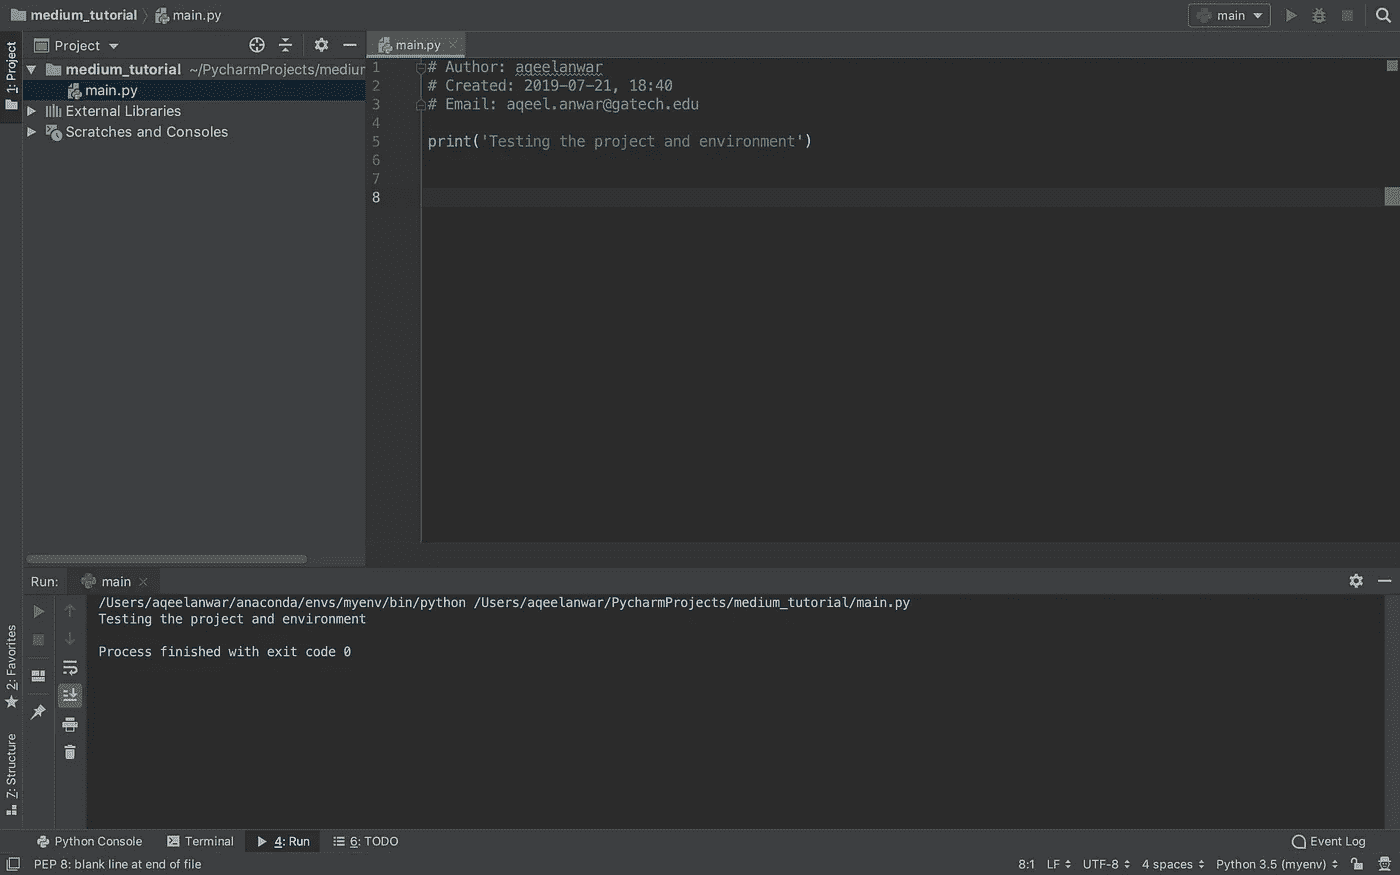 medium_tutorial main.py
main
1: Project
Project
main.py
medium_tutorial ~/PycharmProjects/mediur
main.py
External Libraries
Scratches and Consoles
1 # Author: aqeelanwar
2 # Created: 2019-07-21, 18:40
3 # Email: aqeel.anwar@gatech.edu
4
5 print('Testing the project and environment')
6
7
8
Run: main
/Users/aqeelanwar/anaconda/envs/myenv/bin/python /Users/aqeelanwar/PycharmProjects/medium_tutorial/main.py
Testing the project and environment
Process finished with exit code 0
2: Favorites
Z: Structure
Python Console Terminal 4: Run 6: TODO Event Log
PEP 8: blank line at end of file 8:1 LF UTF-8 4 spaces Python 3.5 (myenv)